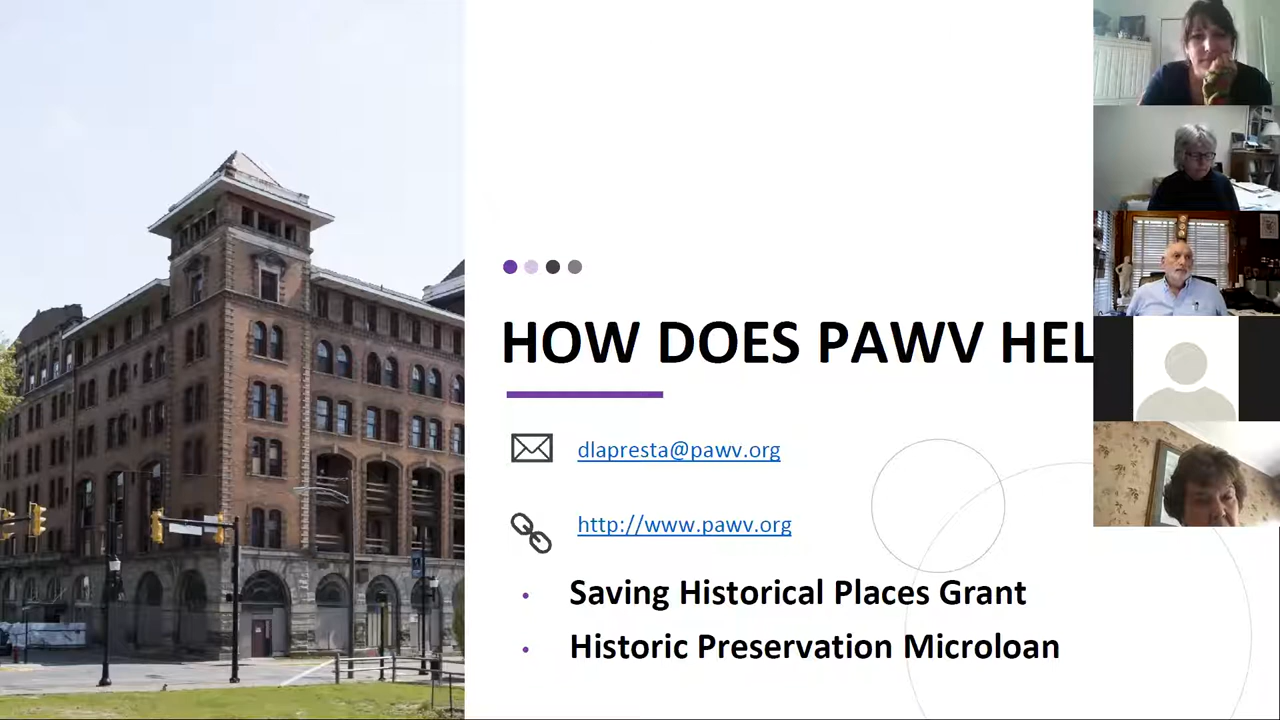 HOW DOES PAWV HEL
dlapresta@pawv.org
http://www.pawv.org
• Saving Historical Places Grant
• Historic Preservation Microloan